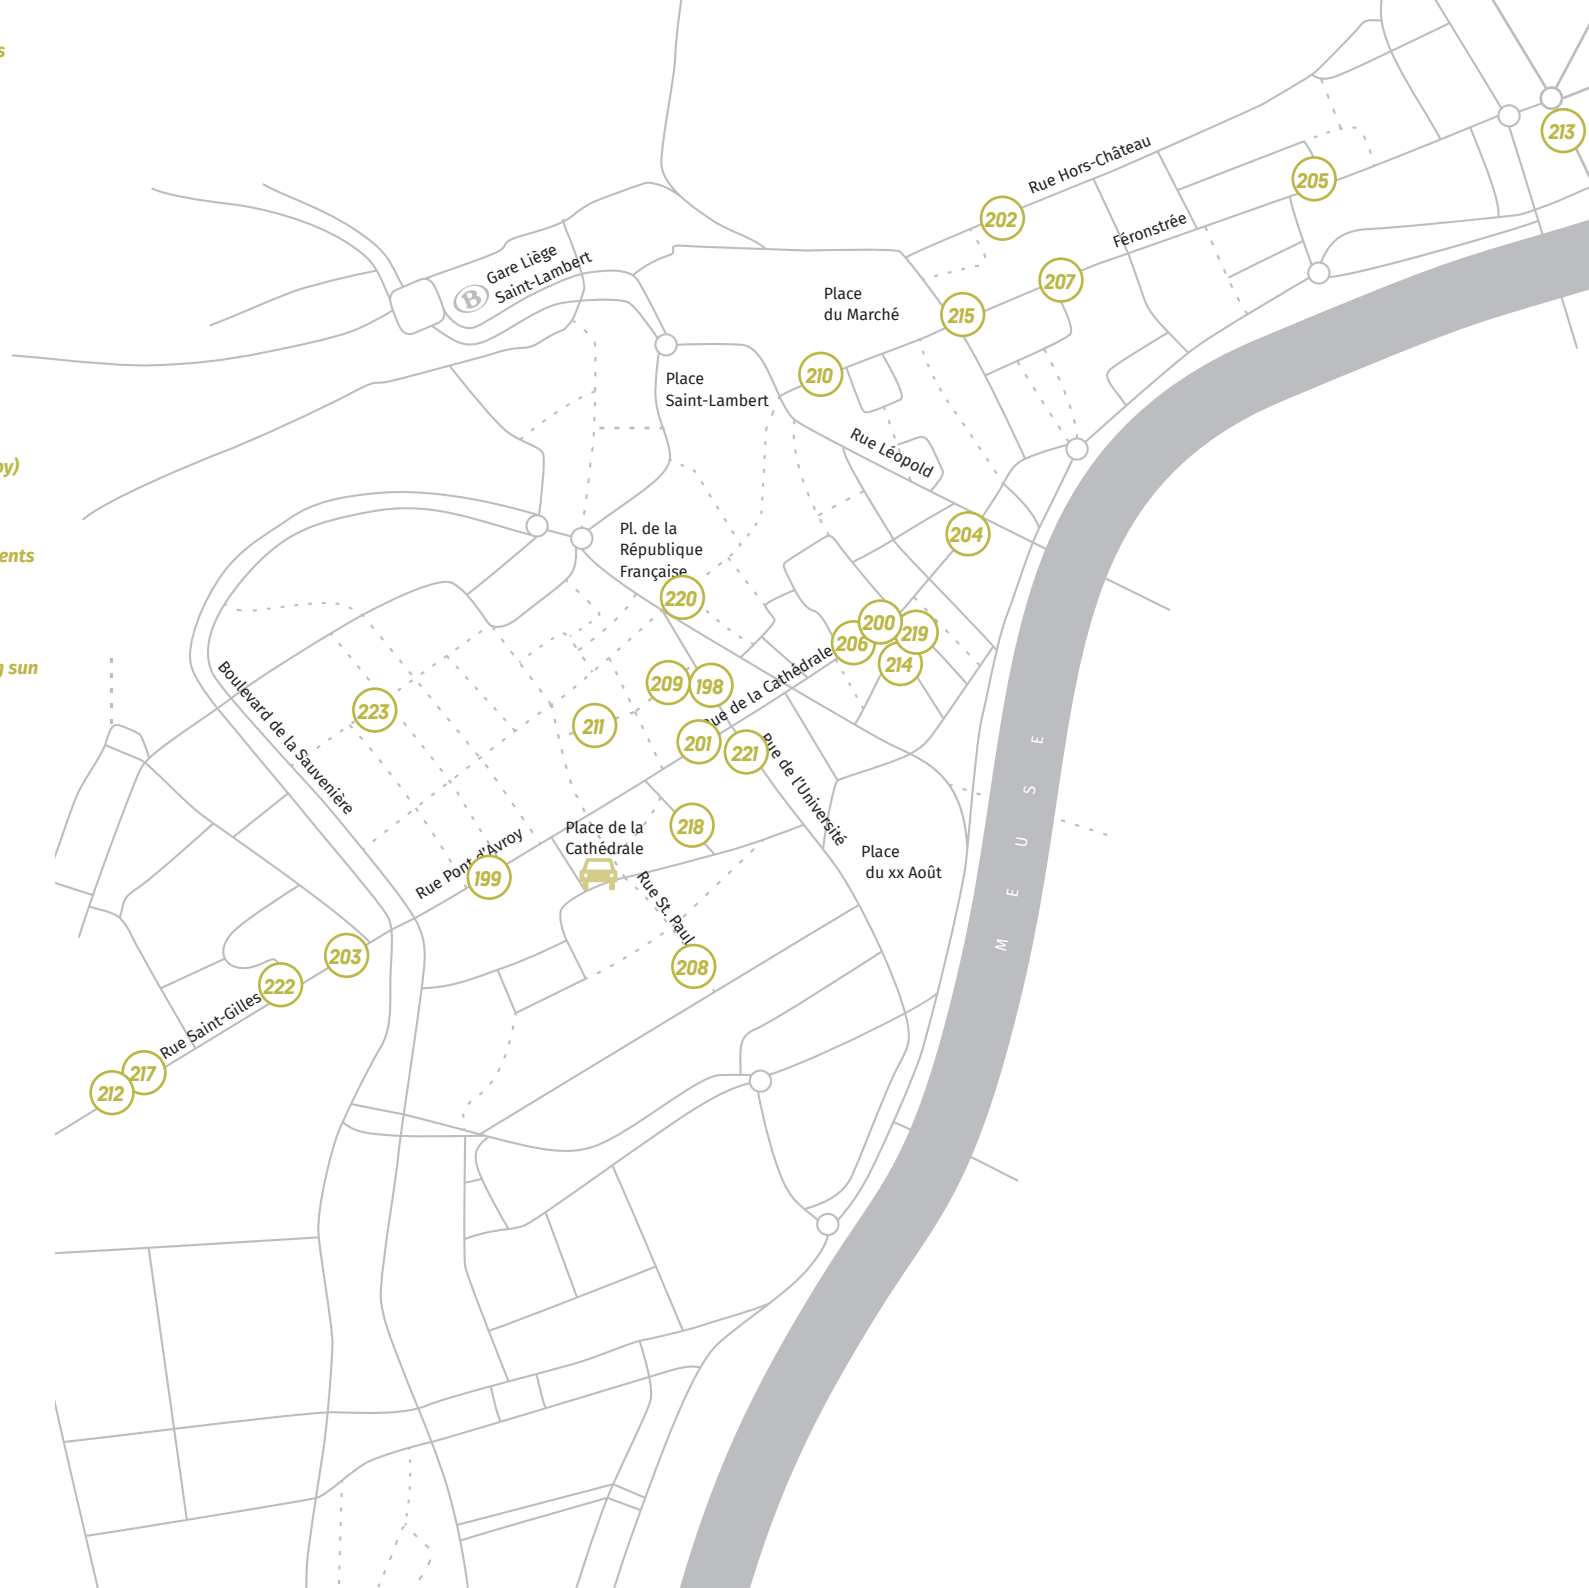 s
213
Rue Hors-Château
205
202
Féronstrée
Gare Liège
Saint-Lambert
B
207
Place
du Marché
215
210
Place
Saint-Lambert
Rue Léopold
py)
Pl. de la
République
Française
204
ents
220
200
219
206
214
g sun
Rue de la Cathédrale
209
198
Boulevard de la Sauvenière
223
211
201
221
Rue de l'Université
MEUSE
218
Place de la
Cathédrale
Place
du xx Août
Rue Pont d'Avroy
199
Rue St. Paul
203
208
222
Rue Saint-Gilles
217
212